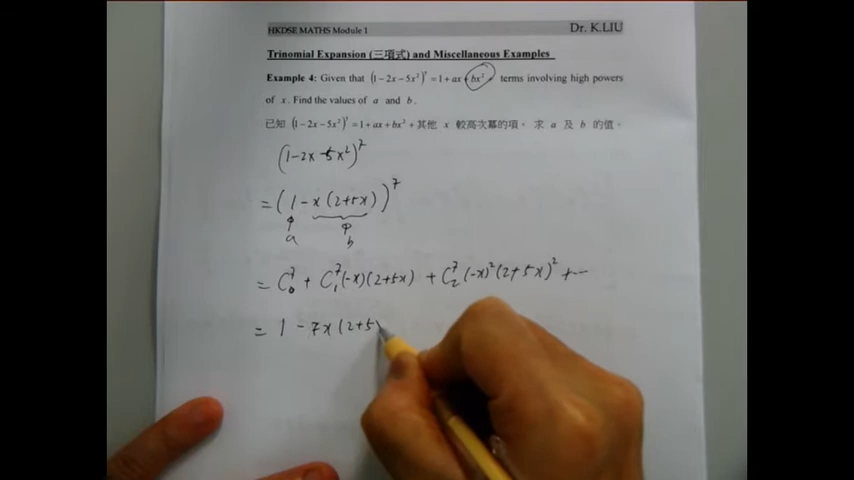 HKDSE MATHS Module 1 Dr. K.LIU
Trinomial Expansion (三項式) and Miscellaneous Examples
Example 4: Given that (1−2x−5x²)⁷ = 1+ax+bx² terms involving high powers
of x. Find the values of a and b.
已知 (1−2x−5x²)⁷ = 1+ax+bx²+其他 x 較高次冪的項。求 a 及 b 的值。
(1−2x−5x²)⁷
= (1−x(2+5x))⁷
a b
= C₀⁷ + C₁⁷(−x)(2+5x) + C₂⁷(−x)²(2+5x)² + ⋯
= 1 − 7x(2+5